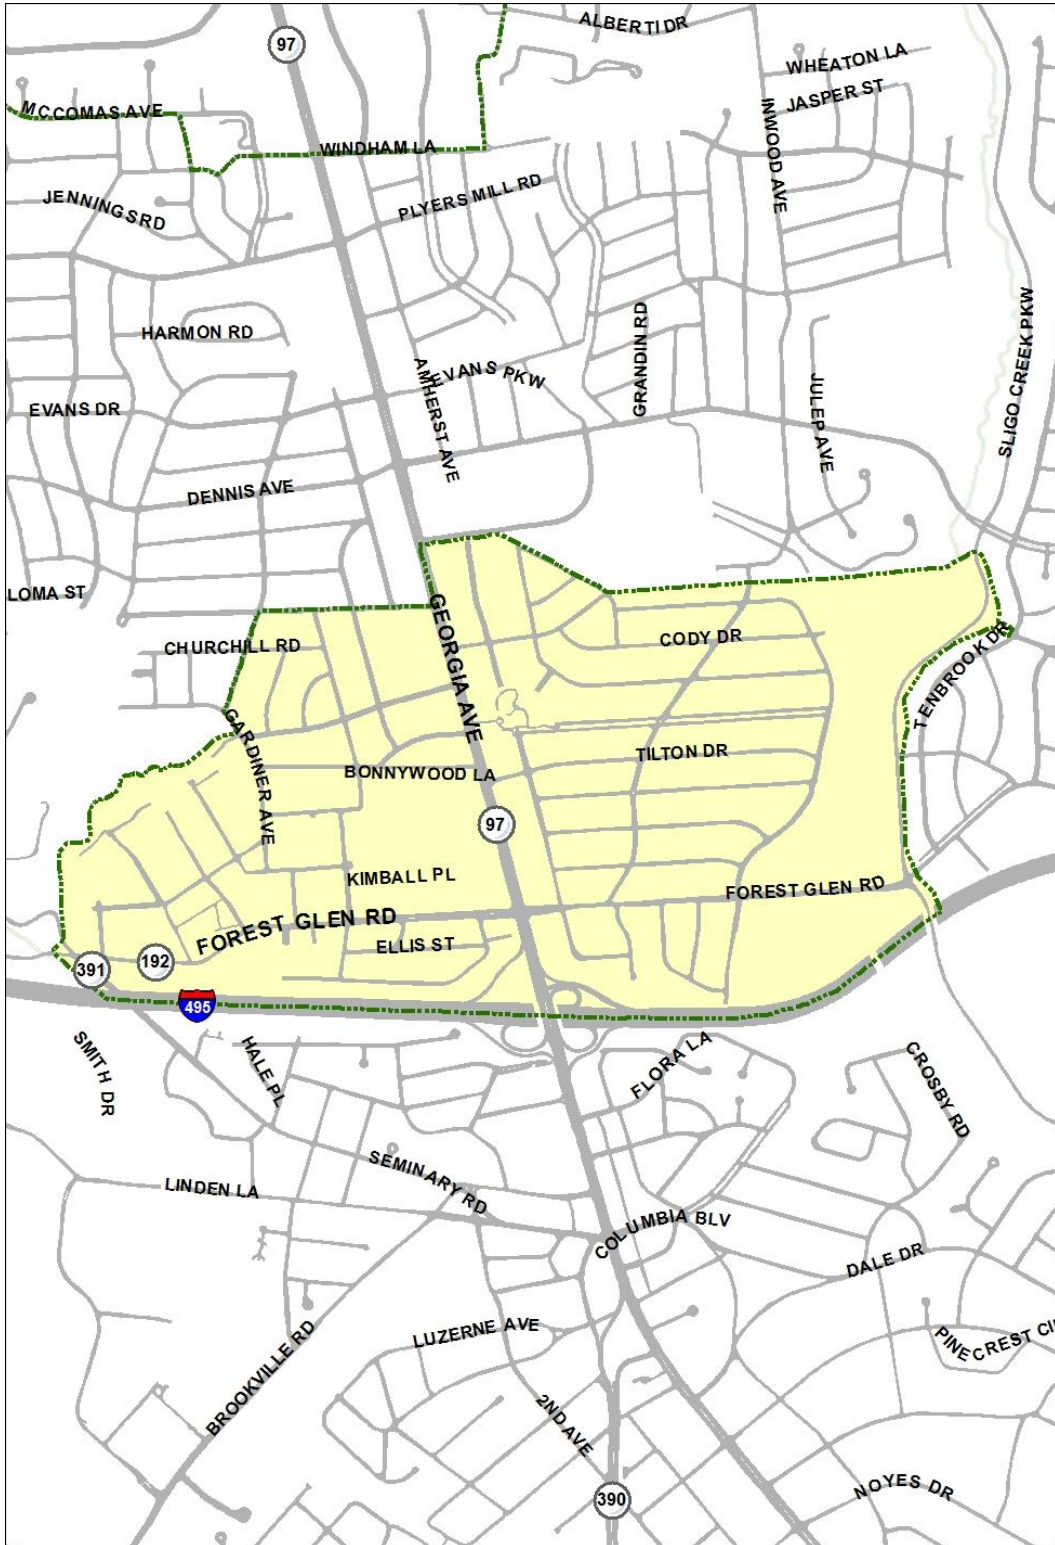 97
ALBERTI DR
WHEATON LA
JASPER ST
MCCOMAS AVE
WINDHAM LA
INWOOD AVE
PLYERS MILL RD
JENNINGS RD
HARMON RD
GRANDIN RD
SLIGO CREEK PKW
AMHERST AVE
EVANS PKW
JULEP AVE
EVANS DR
DENNIS AVE
LOMA ST
GEORGIA AVE
CHURCHILL RD
CODY DR
TENBROOK DR
GARDINER AVE
TILTON DR
BONNYWOOD LA
97
KIMBALL PL
FOREST GLEN RD
FOREST GLEN RD
ELLIS ST
192
391
495
SMITH DR
HALE PL
FLORA LA
CROSBY RD
SEMINARY RD
LINDEN LA
COLUMBIA BLV
DALE DR
LUZERNE AVE
PINECREST CI
BROOKVILLE RD
2ND AVE
NOYES DR
390